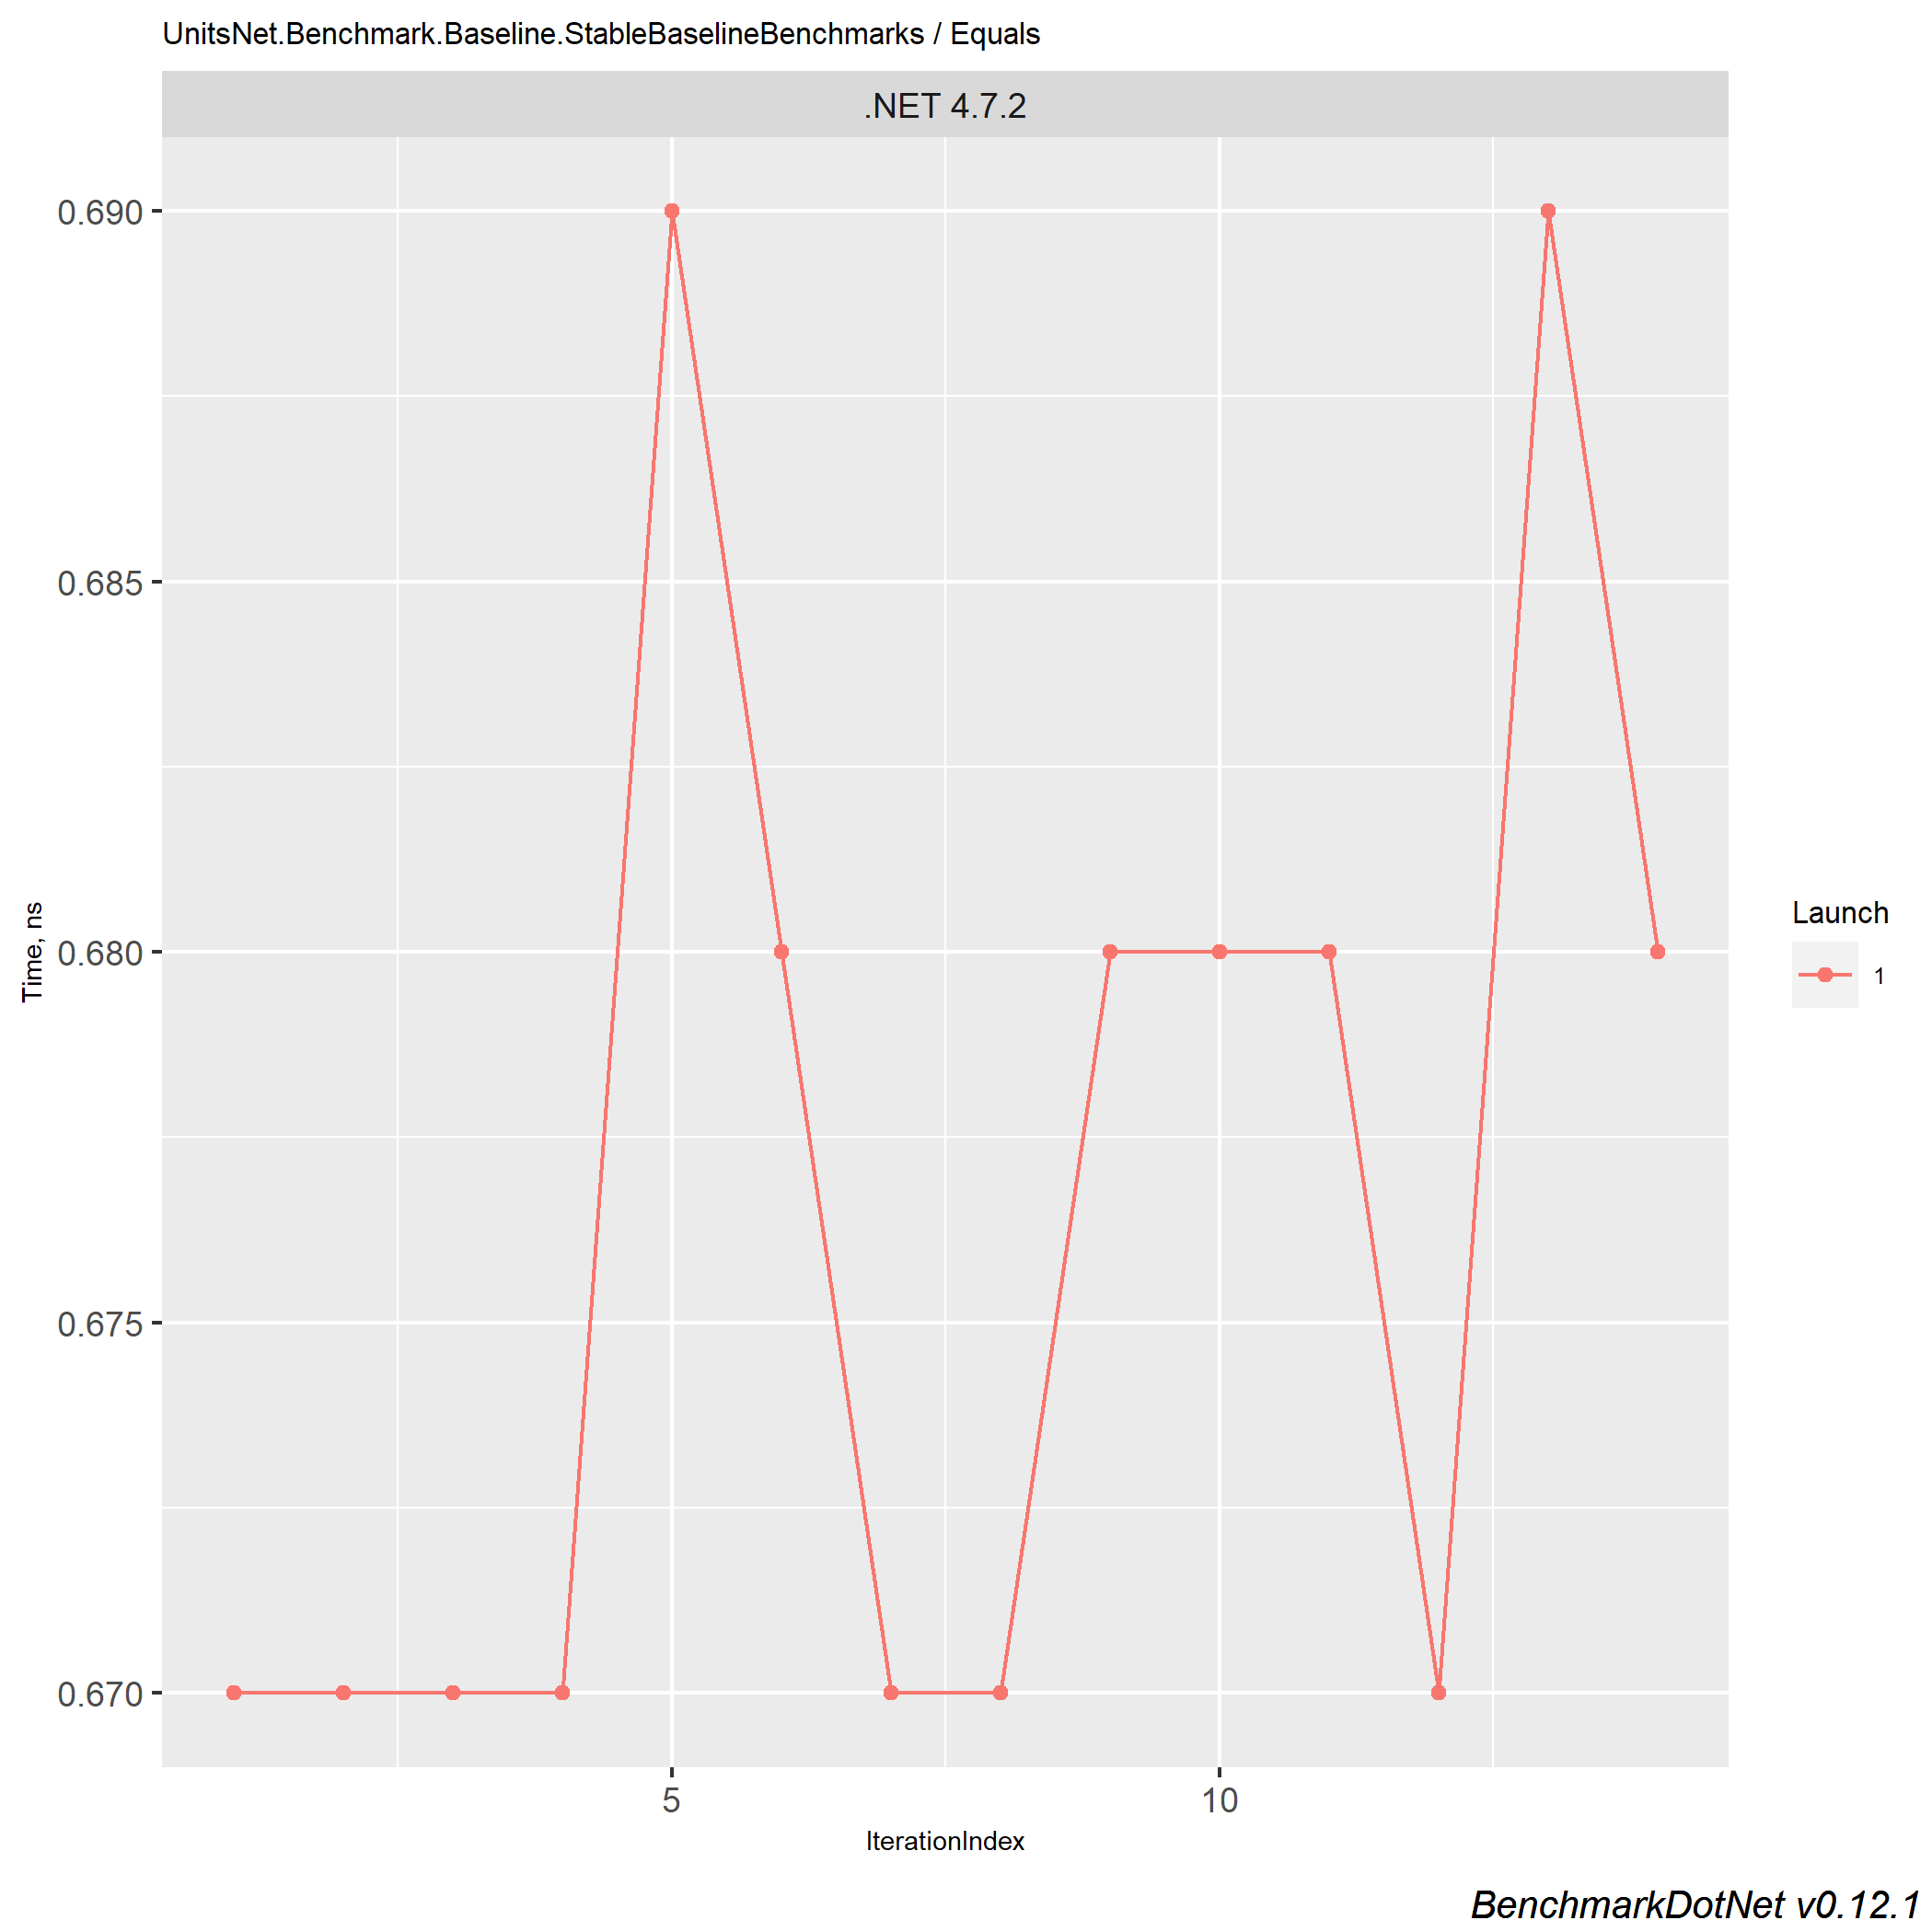 UnitsNet.Benchmark.Baseline.StableBaselineBenchmarks / Equals
.NET 4.7.2
0.690
0.685
0.680
0.675
0.670
Time, ns
5
10
IterationIndex
Launch
1
BenchmarkDotNet v0.12.1